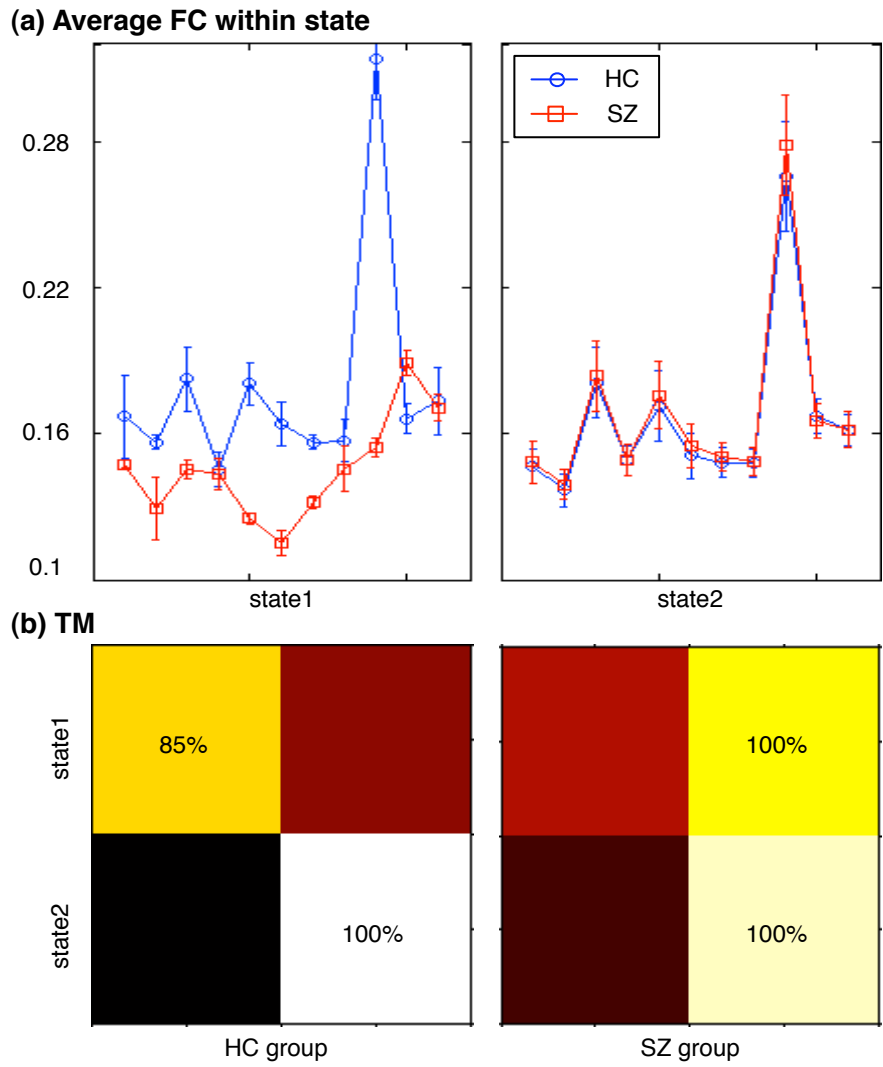 (a) Average FC within state
HC
SZ
0.28
0.22
0.16
0.1
state1
state2
(b) TM
state1
85%
100%
state2
100%
100%
HC group
SZ group